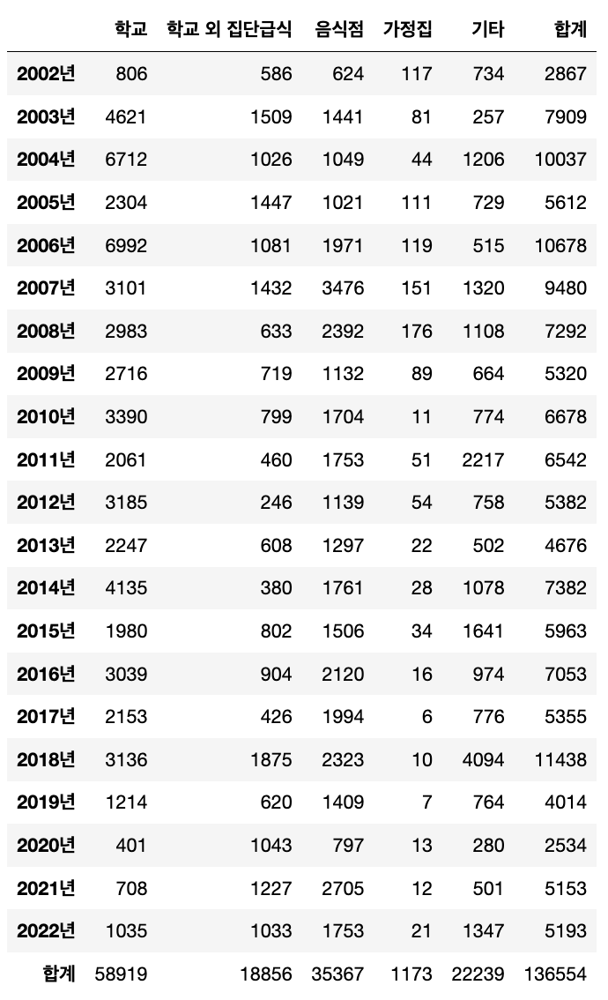 학교 학교 외 집단급식 음식점 가정집 기타 합계
2002년 806 586 624 117 734 2867
2003년 4621 1509 1441 81 257 7909
2004년 6712 1026 1049 44 1206 10037
2005년 2304 1447 1021 111 729 5612
2006년 6992 1081 1971 119 515 10678
2007년 3101 1432 3476 151 1320 9480
2008년 2983 633 2392 176 1108 7292
2009년 2716 719 1132 89 664 5320
2010년 3390 799 1704 11 774 6678
2011년 2061 460 1753 51 2217 6542
2012년 3185 246 1139 54 758 5382
2013년 2247 608 1297 22 502 4676
2014년 4135 380 1761 28 1078 7382
2015년 1980 802 1506 34 1641 5963
2016년 3039 904 2120 16 974 7053
2017년 2153 426 1994 6 776 5355
2018년 3136 1875 2323 10 4094 11438
2019년 1214 620 1409 7 764 4014
2020년 401 1043 797 13 280 2534
2021년 708 1227 2705 12 501 5153
2022년 1035 1033 1753 21 1347 5193
합계 58919 18856 35367 1173 22239 136554